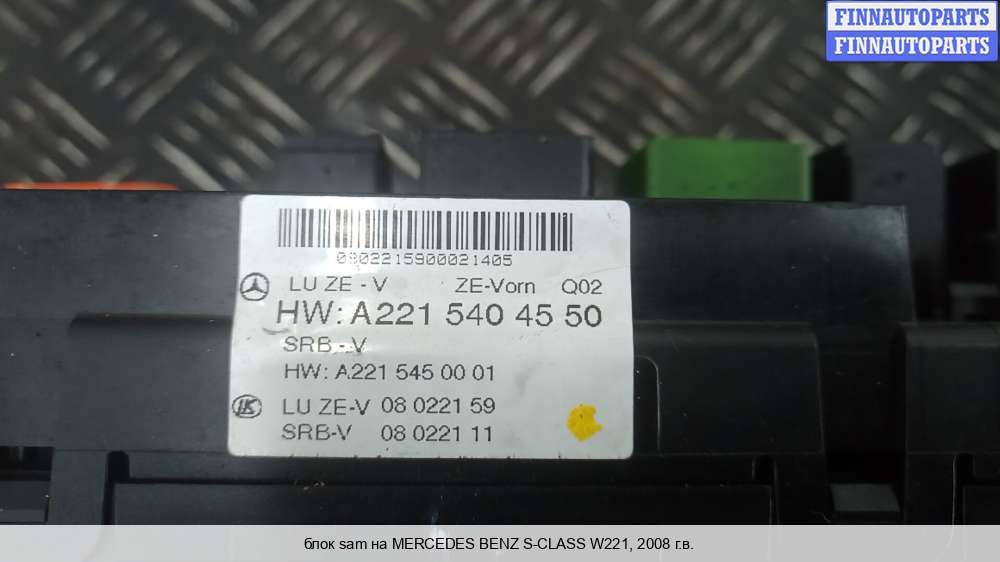 FINNAUTOPARTS
FINNAUTOPARTS
0802215900021405
LU ZE - V ZE-Vorn Q02
HW: A221 540 45 50
SRB - V
HW: A221 545 00 01
LK LU ZE-V 08 0221 59
SRB-V 08 0221 11
блок sam на MERCEDES BENZ S-CLASS W221, 2008 г.в.